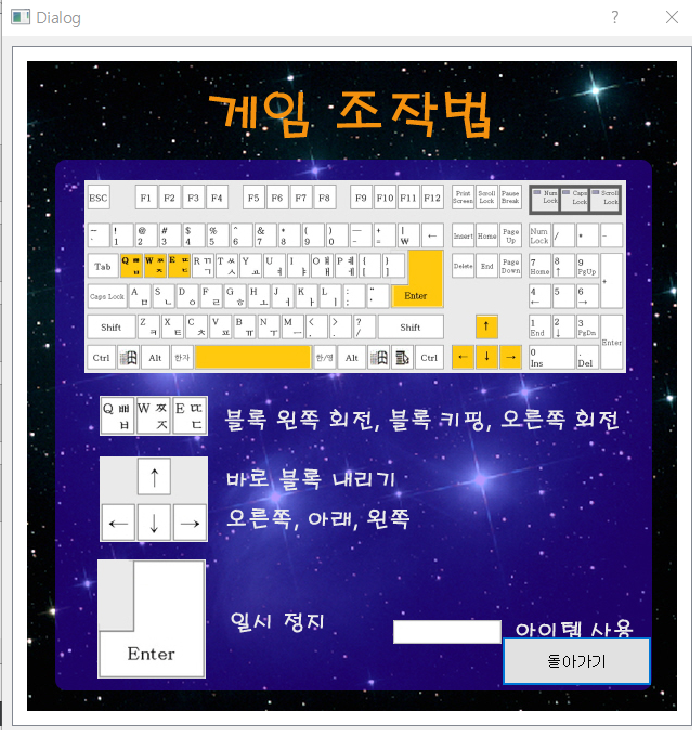 Dialog
?
게임 조작법
ESC F1 F2 F3 F4 F5 F6 F7 F8 F9 F10 F11 F12 Print Screen Scroll Lock Pause Break Num Lock Caps Lock Scroll Lock
~ ` ! 1 @ 2 # 3 $ 4 % 5 ^ 6 & 7 * 8 ( 9 ) 0 — - + = | W ← Insert Home Page Up Num Lock / * -
Tab Q ㅃ ㅂ W ㅉ ㅈ E ㄸ ㄷ R ㄲ ㄱ T ㅆ ㅅ Y ㅛ U ㅕ I ㅑ O ㅒ ㅐ P ㅖ ㅔ { [ } ] Delete End Page Down 7 Home 8 ↑ 9 PgUp +
Caps Lock A ㅁ S ㄴ D ㅇ F ㄹ G ㅎ H ㅗ J ㅓ K ㅏ L ㅣ : ; " ' Enter 4 ← 5 6 →
Shift Z ㅋ X ㅌ C ㅊ V ㅍ B ㅠ N ㅜ M ㅡ < , > . ? / Shift ↑ 1 End 2 ↓ 3 PgDn Enter
Ctrl Alt 한자 한/영 Alt Ctrl ← ↓ → 0 Ins . Del
Q ㅃ ㅂ W ㅉ ㅈ E ㄸ ㄷ 블록 왼쪽 회전, 블록 키핑, 오른쪽 회전
↑ 바로 블록 내리기
← ↓ → 오른쪽, 아래, 왼쪽
일시 정지
Enter
아이템 사용
돌아가기